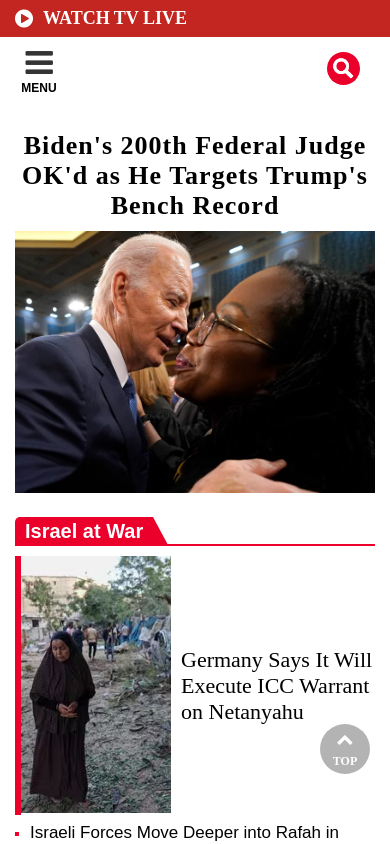 WATCH TV LIVE
MENU
Biden's 200th Federal Judge
OK'd as He Targets Trump's
Bench Record
Israel at War
Germany Says It Will
Execute ICC Warrant
on Netanyahu
TOP
Israeli Forces Move Deeper into Rafah in